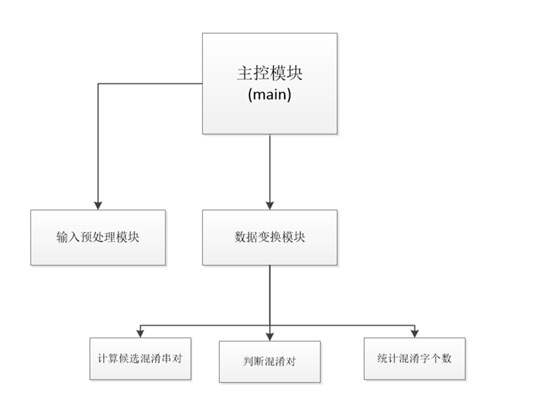 主控模块
(main)
输入预处理模块
数据变换模块
计算候选混淆串对
判断混淆对
统计混淆字个数